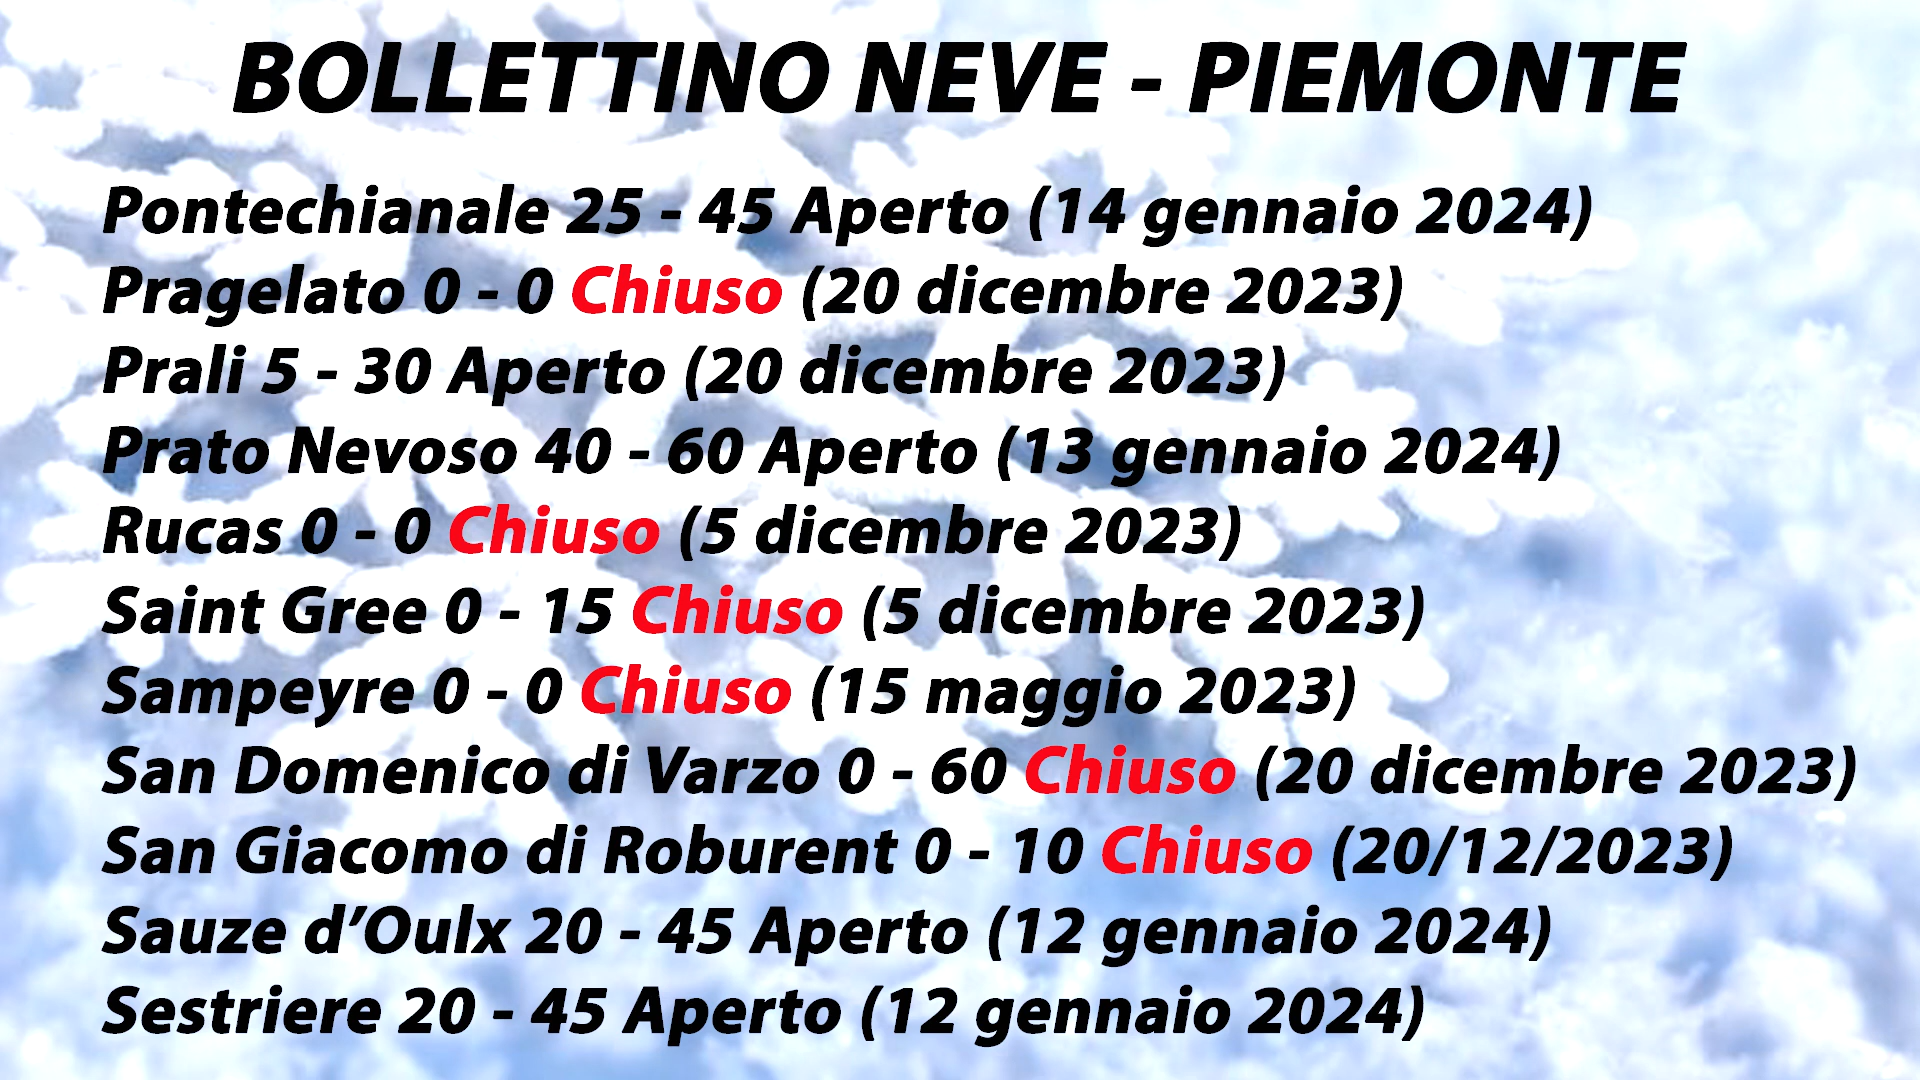 BOLLETTINO NEVE - PIEMONTE
Pontechianale 25 - 45 Aperto (14 gennaio 2024)
Pragelato 0 - 0 Chiuso (20 dicembre 2023)
Prali 5 - 30 Aperto (20 dicembre 2023)
Prato Nevoso 40 - 60 Aperto (13 gennaio 2024)
Rucas 0 - 0 Chiuso (5 dicembre 2023)
Saint Gree 0 - 15 Chiuso (5 dicembre 2023)
Sampeyre 0 - 0 Chiuso (15 maggio 2023)
San Domenico di Varzo 0 - 60 Chiuso (20 dicembre 2023)
San Giacomo di Roburent 0 - 10 Chiuso (20/12/2023)
Sauze d’Oulx 20 - 45 Aperto (12 gennaio 2024)
Sestriere 20 - 45 Aperto (12 gennaio 2024)